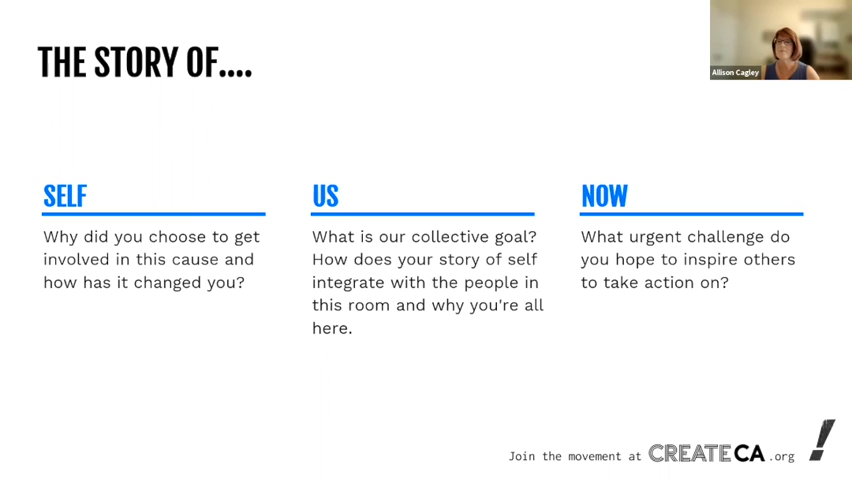 THE STORY OF....
Allison Cagley
SELF
Why did you choose to get
involved in this cause and
how has it changed you?
US
What is our collective goal?
How does your story of self
integrate with the people in
this room and why you're all
here.
NOW
What urgent challenge do
you hope to inspire others
to take action on?
Join the movement at CREATE CA .org
!